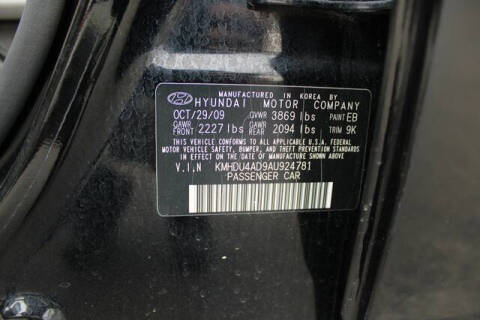 MANUFACTURED IN KOREA BY
HYUNDAI MOTOR COMPANY
OCT/29/09 GVWR 3869 lbs PAINT EB
GAWR FRONT 2227 lbs GAWR REAR 2094 lbs TRIM 9K
THIS VEHICLE CONFORMS TO ALL APPLICABLE U.S.A. FEDERAL
MOTOR VEHICLE SAFETY, BUMPER, AND THEFT PREVENTION
STANDARDS IN EFFECT ON THE DATE OF MANUFACTURE SHOWN ABOVE.
V.I.N KMHDU4AD9AU924781
PASSENGER CAR